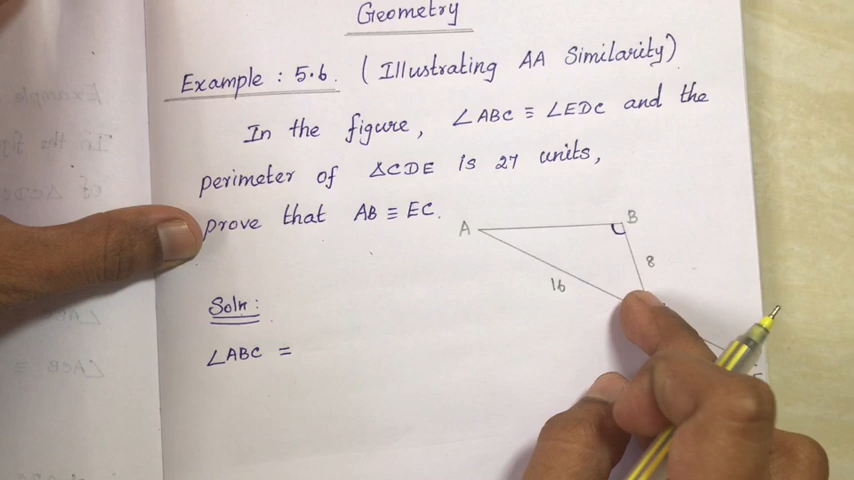 Geometry
Example : 5.6. ( Illustrating AA Similarity)
In the figure, ∠ABC ≡ ∠EDC and the
perimeter of △CDE is 27 units,
prove that AB ≡ EC.
A
B
8
16
Soln :
∠ABC =